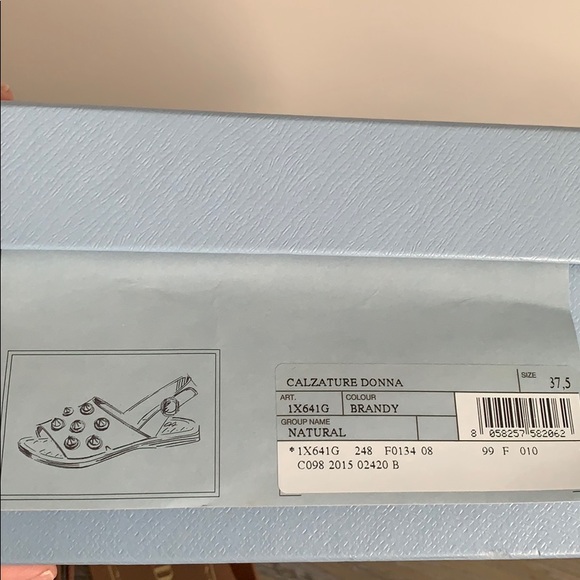 CALZATURE DONNA
SIZE
37,5
ART.
COLOUR
1X641G
BRANDY
GROUP NAME
NATURAL
8 058257 582062
*1X641G 248 F0134 08 99 F 010
C098 2015 02420 B